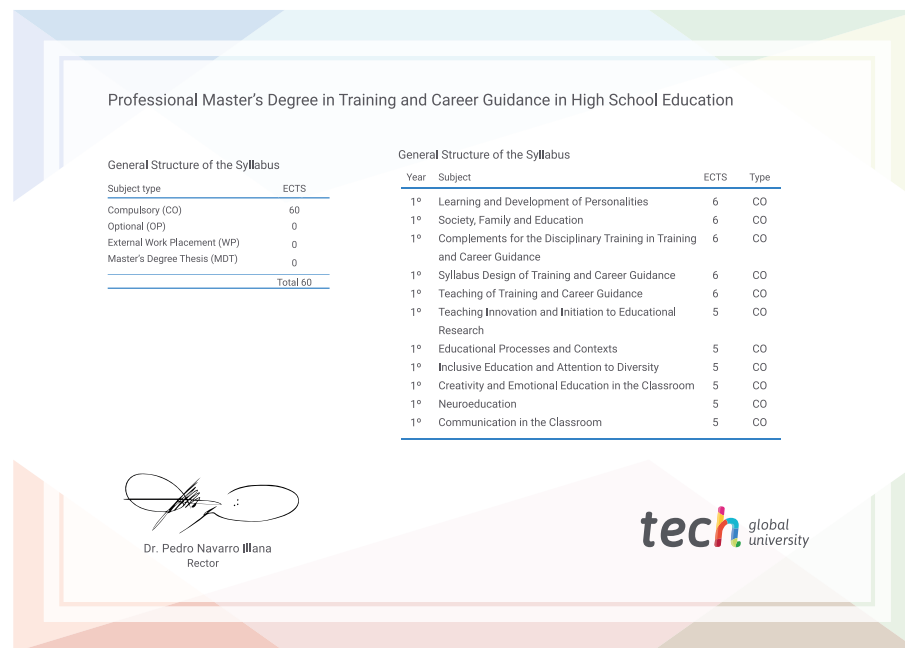 Professional Master's Degree in Training and Career Guidance in High School Education
General Structure of the Syllabus
Subject type ECTS
Compulsory (CO) 60
Optional (OP) 0
External Work Placement (WP) 0
Master's Degree Thesis (MDT) 0
Total 60
General Structure of the Syllabus
Year Subject ECTS Type
1º Learning and Development of Personalities 6 CO
1º Society, Family and Education 6 CO
1º Complements for the Disciplinary Training in Training 6 CO
and Career Guidance
1º Syllabus Design of Training and Career Guidance 6 CO
1º Teaching of Training and Career Guidance 6 CO
1º Teaching Innovation and Initiation to Educational 5 CO
Research
1º Educational Processes and Contexts 5 CO
1º Inclusive Education and Attention to Diversity 5 CO
1º Creativity and Emotional Education in the Classroom 5 CO
1º Neuroeducation 5 CO
1º Communication in the Classroom 5 CO
Dr. Pedro Navarro Illana
Rector
tech global
university